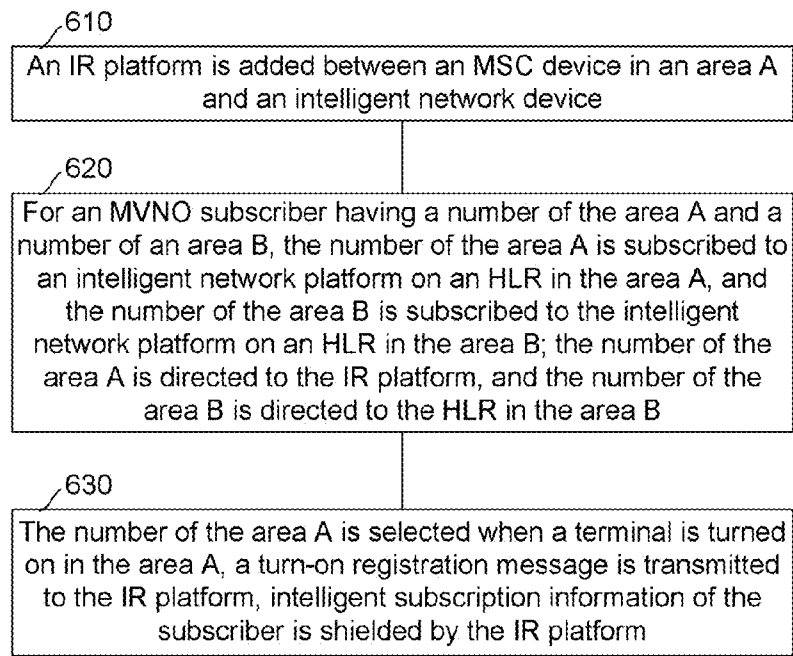 610
An IR platform is added between an MSC device in an area A
and an intelligent network device
620
For an MVNO subscriber having a number of the area A and a
number of an area B, the number of the area A is subscribed to
an intelligent network platform on an HLR in the area A, and
the number of the area B is subscribed to the intelligent
network platform on an HLR in the area B; the number of the
area A is directed to the IR platform, and the number of the
area B is directed to the HLR in the area B
630
The number of the area A is selected when a terminal is turned
on in the area A, a turn-on registration message is transmitted
to the IR platform, intelligent subscription information of the
subscriber is shielded by the IR platform